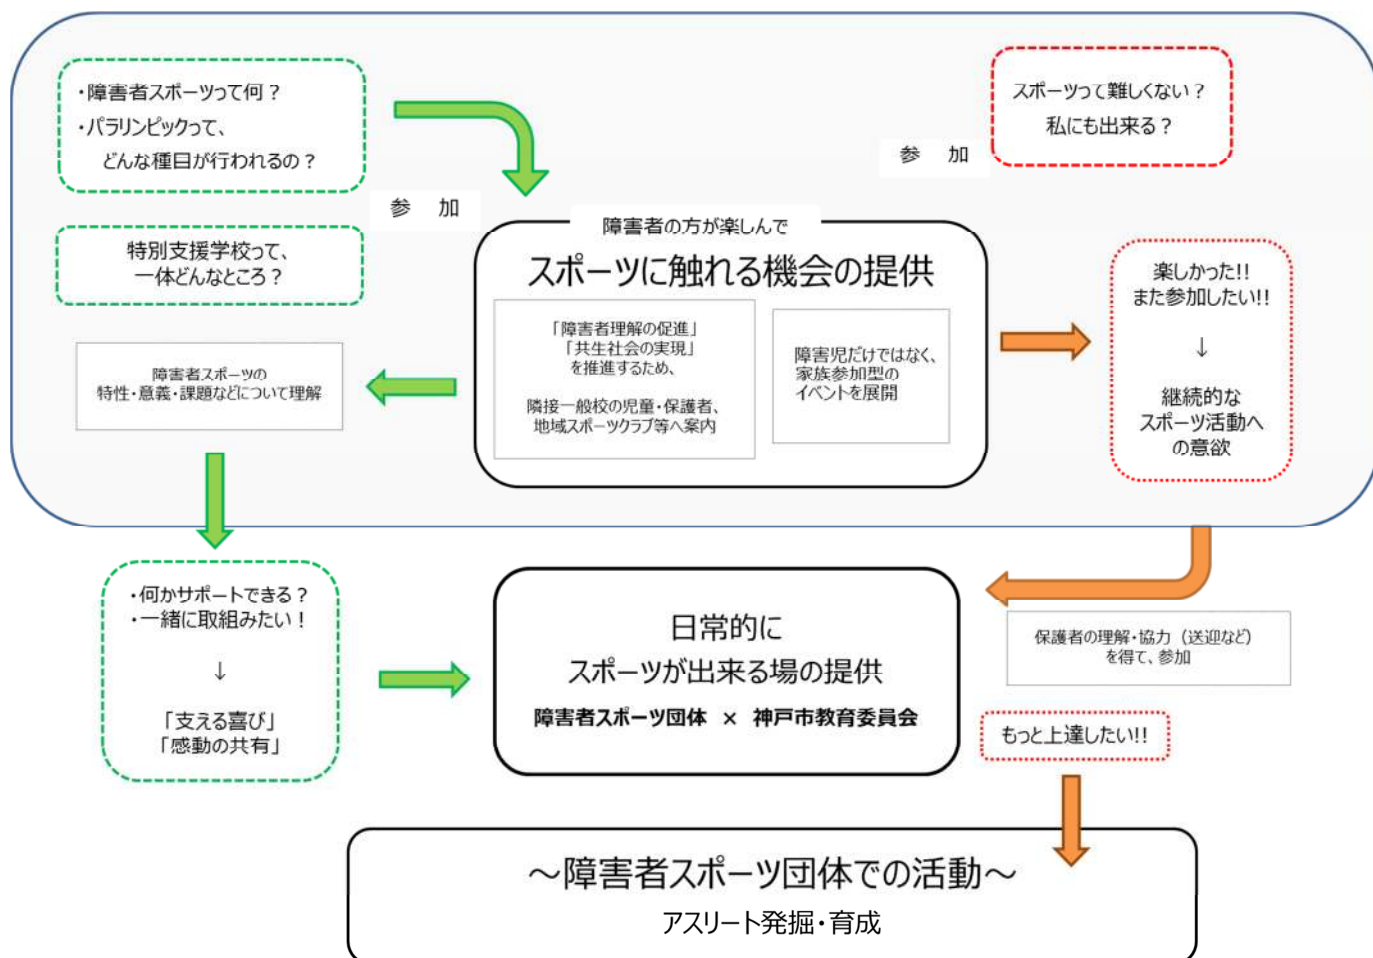 ・障害者スポーツって何？
・パラリンピックって、
どんな種目が行われるの？
参　加
特別支援学校って、
一体どんなところ？
障害者スポーツの
特性・意義・課題などについて理解
スポーツって難しくない？
私にも出来る？
参　加
障害者の方が楽しんで
スポーツに触れる機会の提供
「障害者理解の促進」
「共生社会の実現」
を推進するため、
隣接一般校の児童・保護者、
地域スポーツクラブ等へ案内
障害児だけではなく、
家族参加型の
イベントを展開
楽しかった!!
また参加したい!!
↓
継続的な
スポーツ活動へ
の意欲
・何かサポートできる？
・一緒に取組みたい！
↓
「支える喜び」
「感動の共有」
日常的に
スポーツが出来る場の提供
障害者スポーツ団体 × 神戸市教育委員会
保護者の理解・協力（送迎など）
を得て、参加
もっと上達したい!!
～障害者スポーツ団体での活動～
アスリート発掘・育成